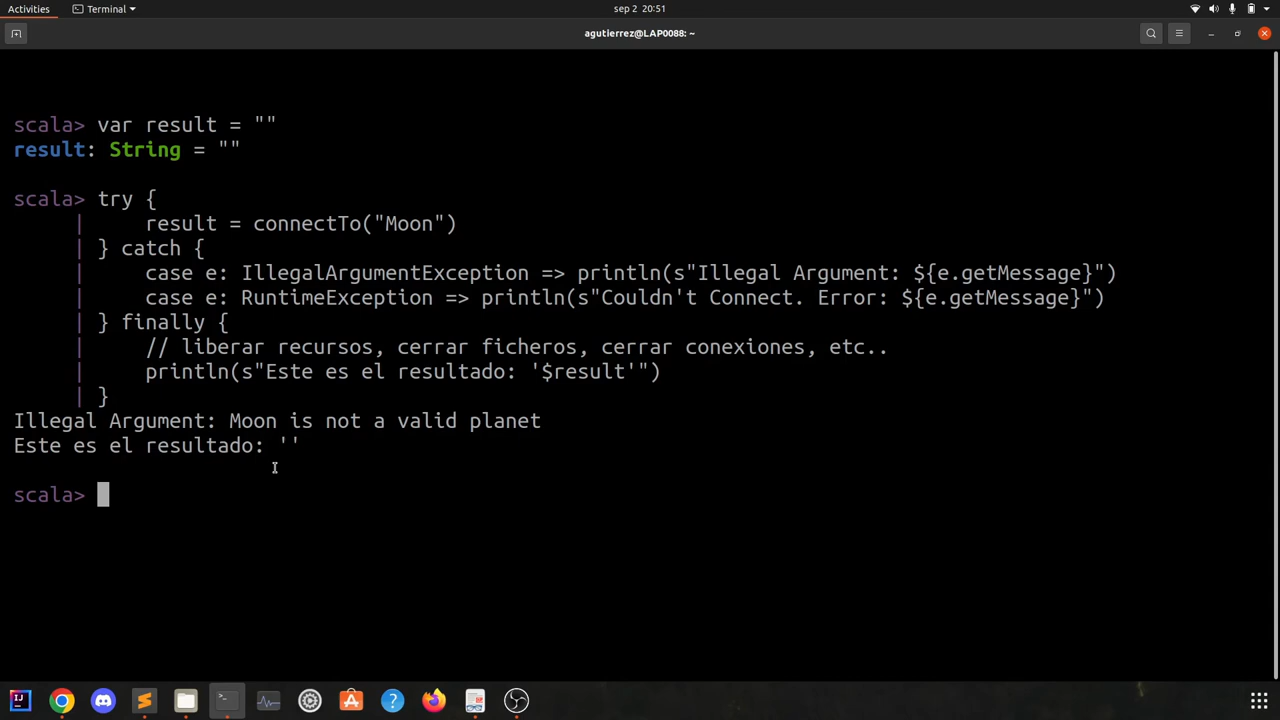 Activities
Terminal
sep 2 20:51
agutierrez@LAP0088: ~
scala> var result = ""
result: String = ""
scala> try {
| result = connectTo("Moon")
| } catch {
| case e: IllegalArgumentException => println(s"Illegal Argument: ${e.getMessage}")
| case e: RuntimeException => println(s"Couldn't Connect. Error: ${e.getMessage}")
| } finally {
| // liberar recursos, cerrar ficheros, cerrar conexiones, etc..
| println(s"Este es el resultado: '$result'")
| }
Illegal Argument: Moon is not a valid planet
Este es el resultado: ''
scala>